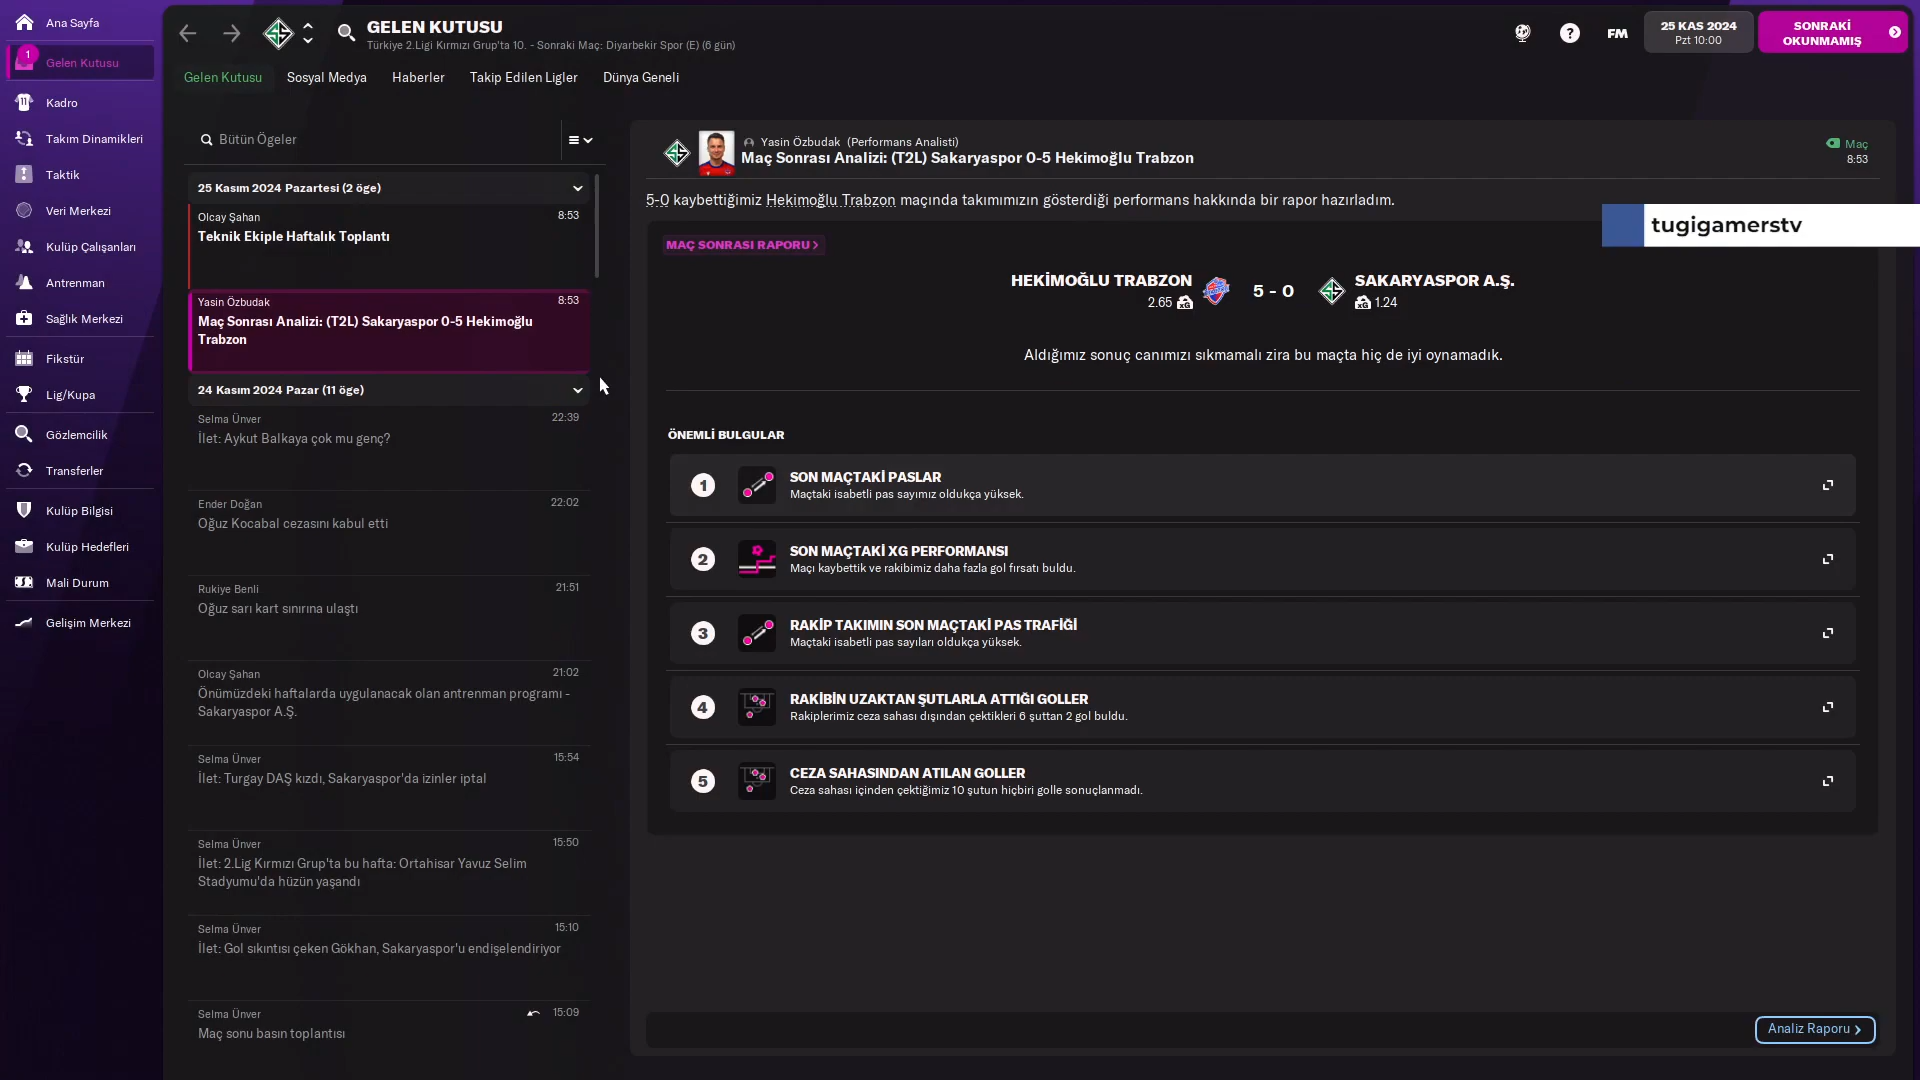 Ana Sayfa
1
Gelen Kutusu
Kadro
Takım Dinamikleri
Taktik
Veri Merkezi
Kulüp Çalışanları
Antrenman
Sağlık Merkezi
Fikstür
Lig/Kupa
Gözlemcilik
Transferler
Kulüp Bilgisi
Kulüp Hedefleri
Mali Durum
Gelişim Merkezi
GELEN KUTUSU
Türkiye 2.Ligi Kırmızı Grup'ta 10. - Sonraki Maç: Diyarbekir Spor (E) (6 gün)
FM
25 KAS 2024
Pzt 10:00
SONRAKİ
OKUNMAMIŞ
Gelen Kutusu
Sosyal Medya
Haberler
Takip Edilen Ligler
Dünya Geneli
Bütün Ögeler
25 Kasım 2024 Pazartesi (2 öge)
Olcay Şahan 8:53
Teknik Ekiple Haftalık Toplantı
Yasin Özbudak 8:53
Maç Sonrası Analizi: (T2L) Sakaryaspor 0-5 Hekimoğlu
Trabzon
24 Kasım 2024 Pazar (11 öge)
Selma Ünver 22:39
İlet: Aykut Balkaya çok mu genç?
Ender Doğan 22:02
Oğuz Kocabal cezasını kabul etti
Rukiye Benli 21:51
Oğuz sarı kart sınırına ulaştı
Olcay Şahan 21:02
Önümüzdeki haftalarda uygulanacak olan antrenman programı -
Sakaryaspor A.Ş.
Selma Ünver 15:54
İlet: Turgay DAŞ kızdı, Sakaryaspor'da izinler iptal
Selma Ünver 15:50
İlet: 2.Lig Kırmızı Grup'ta bu hafta: Ortahisar Yavuz Selim
Stadyumu'da hüzün yaşandı
Selma Ünver 15:10
İlet: Gol sıkıntısı çeken Gökhan, Sakaryaspor'u endişelendiriyor
Selma Ünver 15:09
Maç sonu basın toplantısı
Yasin Özbudak (Performans Analisti)
Maç Sonrası Analizi: (T2L) Sakaryaspor 0-5 Hekimoğlu Trabzon
Maç
8:53
5-0 kaybettiğimiz Hekimoğlu Trabzon maçında takımımızın gösterdiği performans hakkında bir rapor hazırladım.
tugigamerstv
MAÇ SONRASI RAPORU >
HEKİMOĞLU TRABZON 5 - 0 SAKARYASPOR A.Ş.
2.65 xG xG 1.24
Aldığımız sonuç canımızı sıkmamalı zira bu maçta hiç de iyi oynamadık.
ÖNEMLİ BULGULAR
1 SON MAÇTAKİ PASLAR
Maçtaki isabetli pas sayımız oldukça yüksek.
2 SON MAÇTAKİ XG PERFORMANSI
Maçı kaybettik ve rakibimiz daha fazla gol fırsatı buldu.
3 RAKİP TAKIMIN SON MAÇTAKİ PAS TRAFİĞİ
Maçtaki isabetli pas sayıları oldukça yüksek.
4 RAKİBİN UZAKTAN ŞUTLARLA ATTIĞI GOLLER
Rakiplerimiz ceza sahası dışından çektikleri 6 şuttan 2 gol buldu.
5 CEZA SAHASINDAN ATILAN GOLLER
Ceza sahası içinden çektiğimiz 10 şutun hiçbiri golle sonuçlanmadı.
Analiz Raporu >